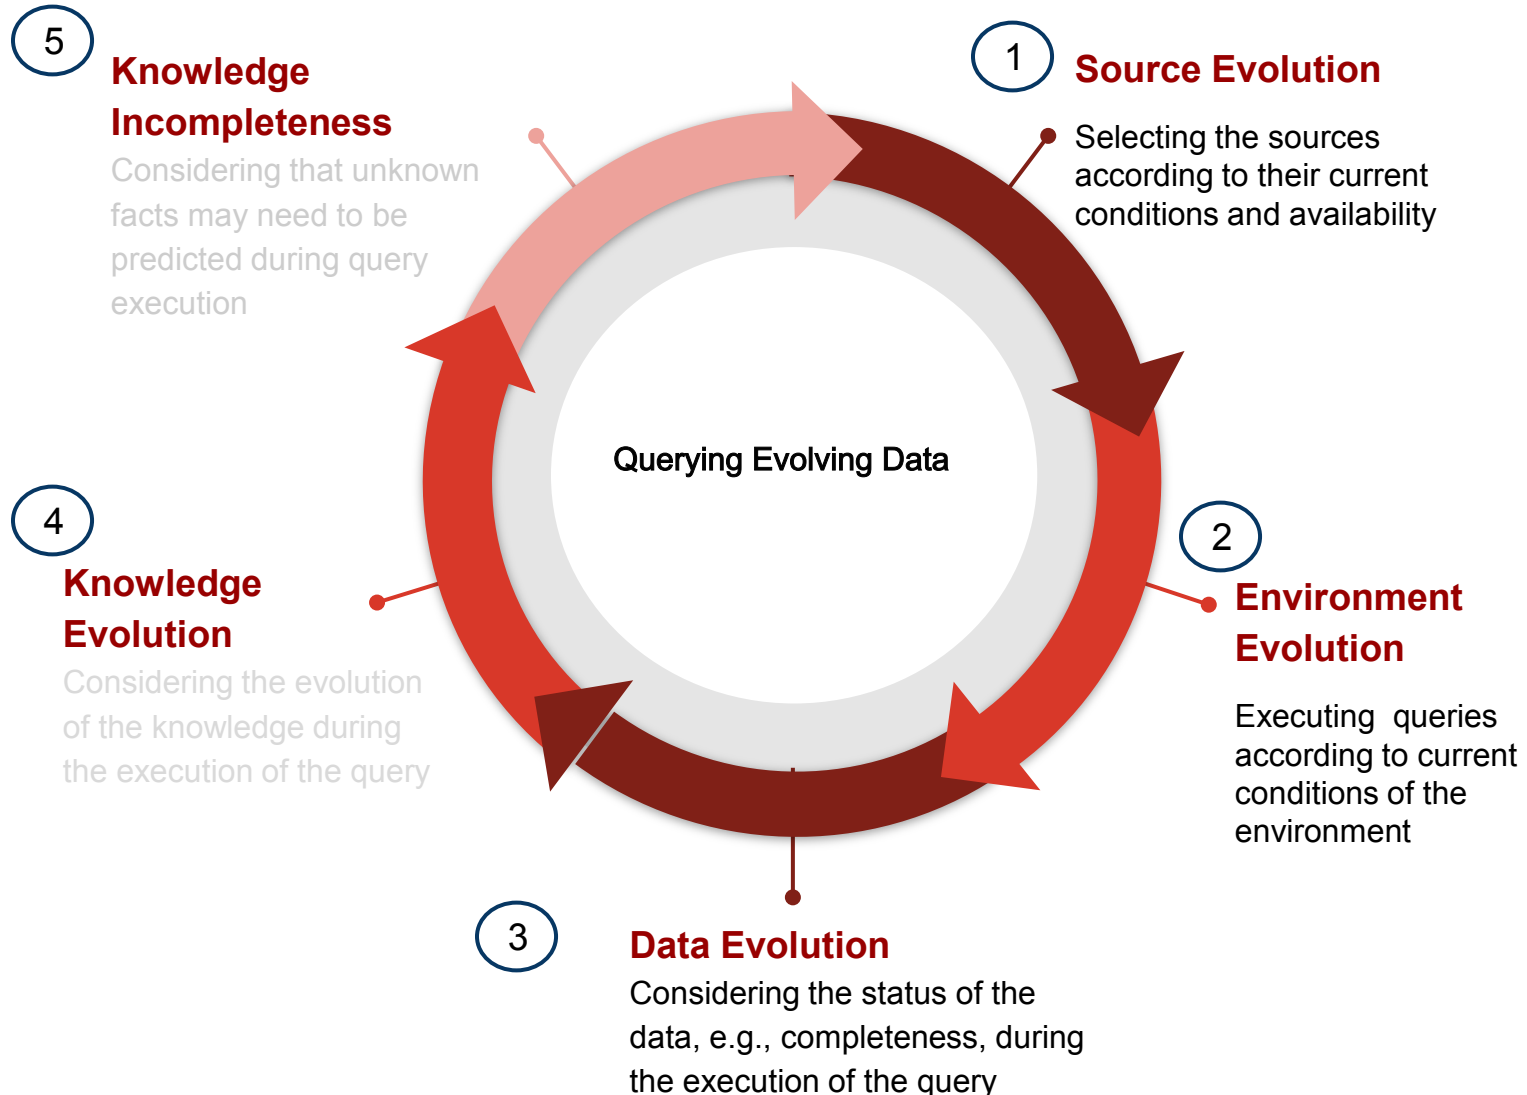 1
Source Evolution
Selecting the sources
according to their current
conditions and availability
2
Environment
Evolution
Executing queries
according to current
conditions of the
environment
3
Data Evolution
Considering the status of the
data, e.g., completeness, during
the execution of the query
4
Knowledge
Evolution
Considering the evolution
of the knowledge during
the execution of the query
5
Knowledge
Incompleteness
Considering that unknown
facts may need to be
predicted during query
execution
Querying Evolving Data